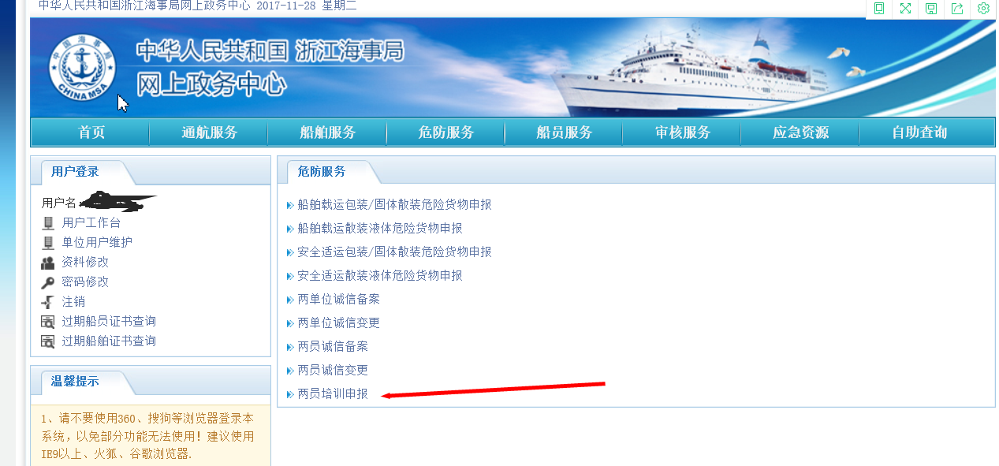 中华人民共和国浙江海事局网上政务中心 2017-11-28 星期二
中国海事局
CHINA MSA
中华人民共和国 浙江海事局
网上政务中心
首页 通航服务 船舶服务 危防服务 船员服务 审核服务 应急资源 自助查询
用户登录
用户名
用户工作台
单位用户维护
资料修改
密码修改
注销
过期船员证书查询
过期船舶证书查询
温馨提示
1、请不要使用360、搜狗等浏览器登录本
系统，以免部分功能无法使用！建议使用
IE9以上、火狐、谷歌浏览器.
危防服务
船舶载运包装/固体散装危险货物申报
船舶载运散装液体危险货物申报
安全适运包装/固体散装危险货物申报
安全适运散装液体危险货物申报
两单位诚信备案
两单位诚信变更
两员诚信备案
两员诚信变更
两员培训申报